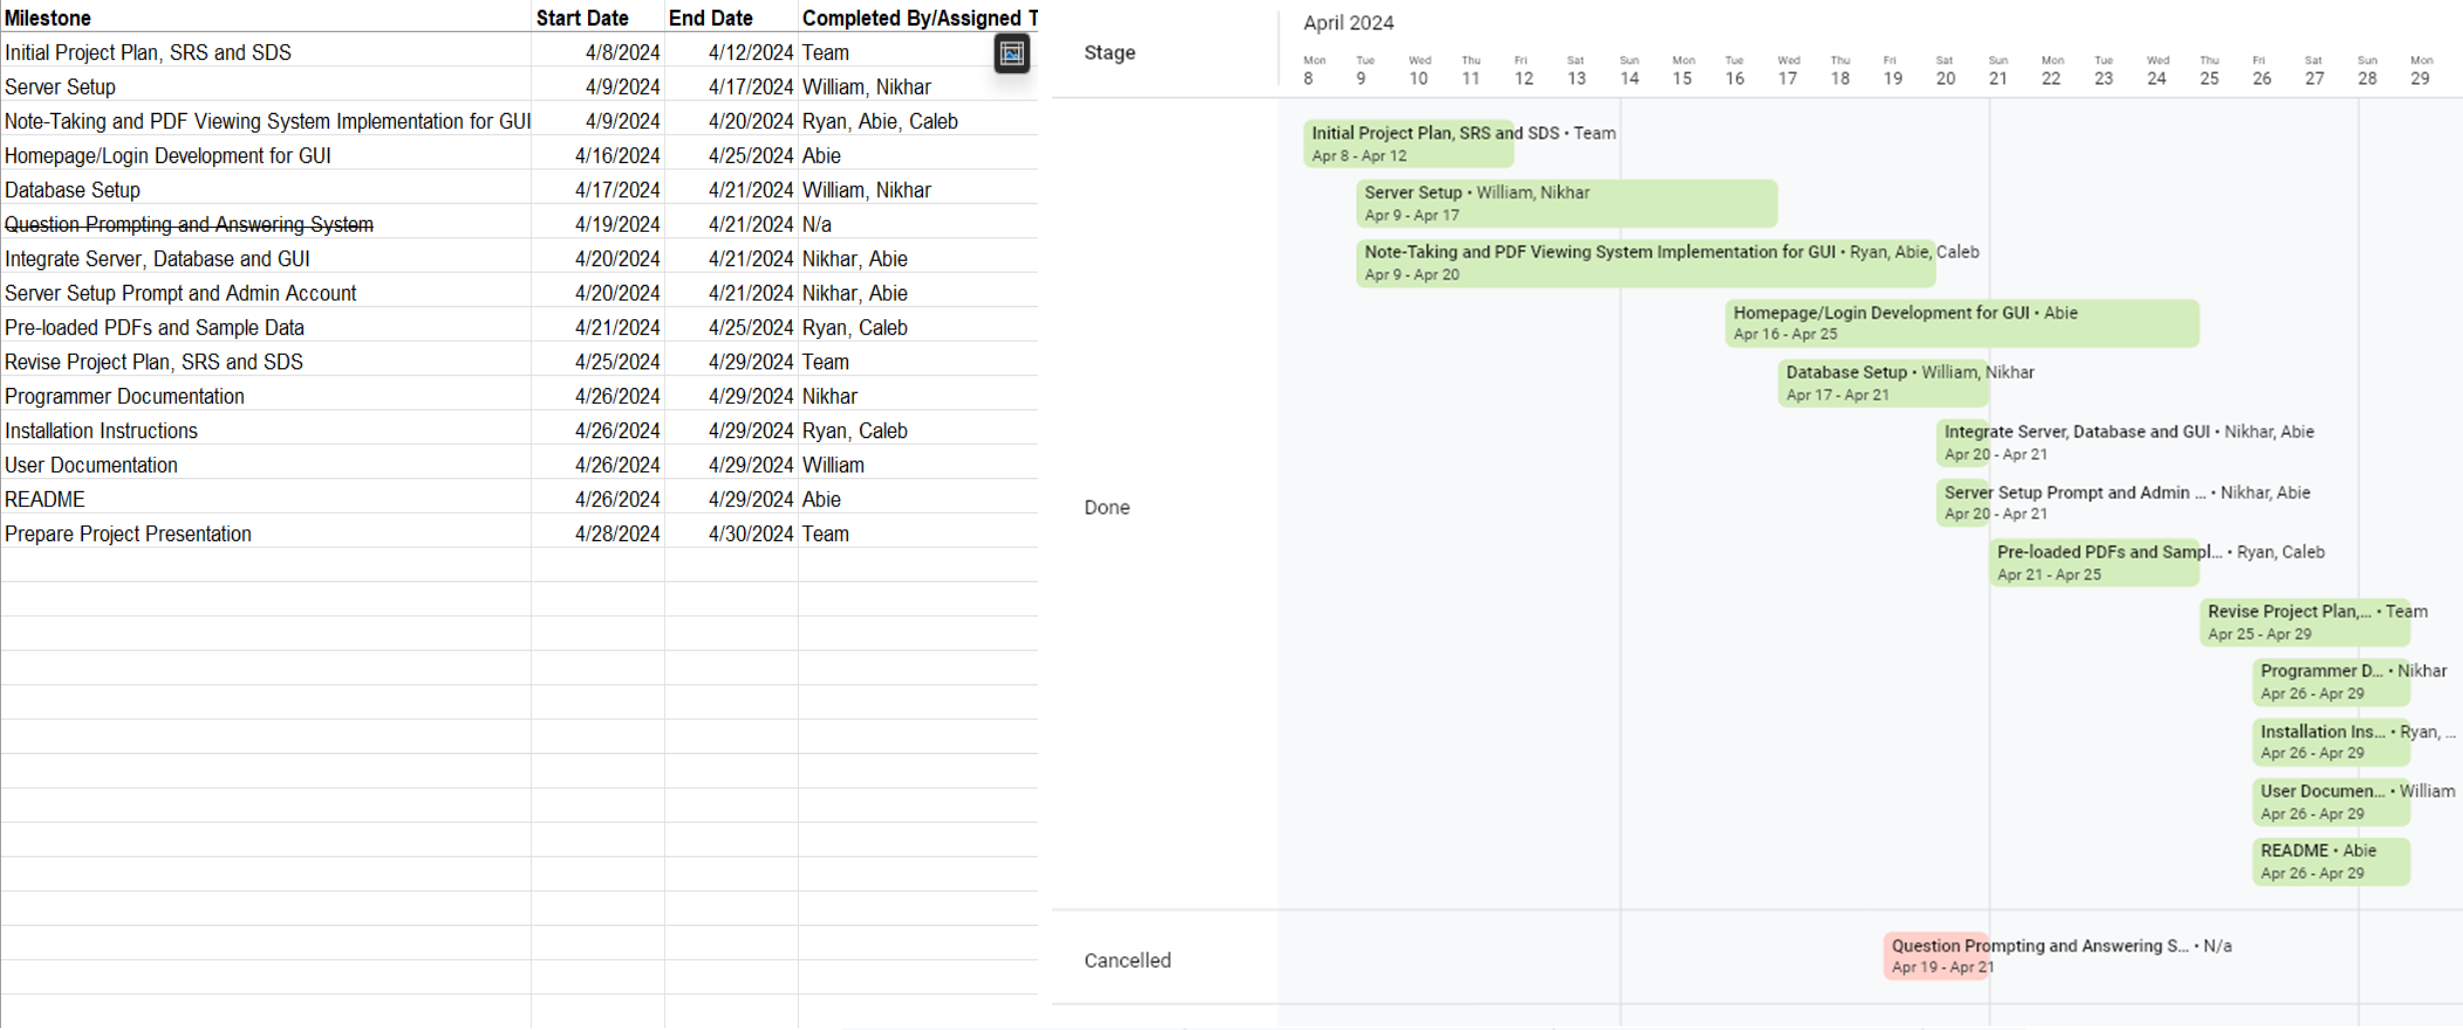 Milestone Start Date End Date Completed By/Assigned T
Initial Project Plan, SRS and SDS 4/8/2024 4/12/2024 Team
Server Setup 4/9/2024 4/17/2024 William, Nikhar
Note-Taking and PDF Viewing System Implementation for GUI 4/9/2024 4/20/2024 Ryan, Abie, Caleb
Homepage/Login Development for GUI 4/16/2024 4/25/2024 Abie
Database Setup 4/17/2024 4/21/2024 William, Nikhar
Question Prompting and Answering System 4/19/2024 4/21/2024 N/a
Integrate Server, Database and GUI 4/20/2024 4/21/2024 Nikhar, Abie
Server Setup Prompt and Admin Account 4/20/2024 4/21/2024 Nikhar, Abie
Pre-loaded PDFs and Sample Data 4/21/2024 4/25/2024 Ryan, Caleb
Revise Project Plan, SRS and SDS 4/25/2024 4/29/2024 Team
Programmer Documentation 4/26/2024 4/29/2024 Nikhar
Installation Instructions 4/26/2024 4/29/2024 Ryan, Caleb
User Documentation 4/26/2024 4/29/2024 William
README 4/26/2024 4/29/2024 Abie
Prepare Project Presentation 4/28/2024 4/30/2024 Team
April 2024
Stage
Mon Tue Wed Thu Fri Sat Sun Mon Tue Wed Thu Fri Sat Sun Mon Tue Wed Thu Fri Sat Sun Mon
8 9 10 11 12 13 14 15 16 17 18 19 20 21 22 23 24 25 26 27 28 29
Initial Project Plan, SRS and SDS • Team
Apr 8 - Apr 12
Server Setup • William, Nikhar
Apr 9 - Apr 17
Note-Taking and PDF Viewing System Implementation for GUI • Ryan, Abie, Caleb
Apr 9 - Apr 20
Homepage/Login Development for GUI • Abie
Apr 16 - Apr 25
Database Setup • William, Nikhar
Apr 17 - Apr 21
Integrate Server, Database and GUI • Nikhar, Abie
Apr 20 - Apr 21
Server Setup Prompt and Admin ... • Nikhar, Abie
Apr 20 - Apr 21
Done
Pre-loaded PDFs and Sampl... • Ryan, Caleb
Apr 21 - Apr 25
Revise Project Plan,... • Team
Apr 25 - Apr 29
Programmer D... • Nikhar
Apr 26 - Apr 29
Installation Ins... • Ryan, ...
Apr 26 - Apr 29
User Documen... • William
Apr 26 - Apr 29
README • Abie
Apr 26 - Apr 29
Cancelled
Question Prompting and Answering S... • N/a
Apr 19 - Apr 21